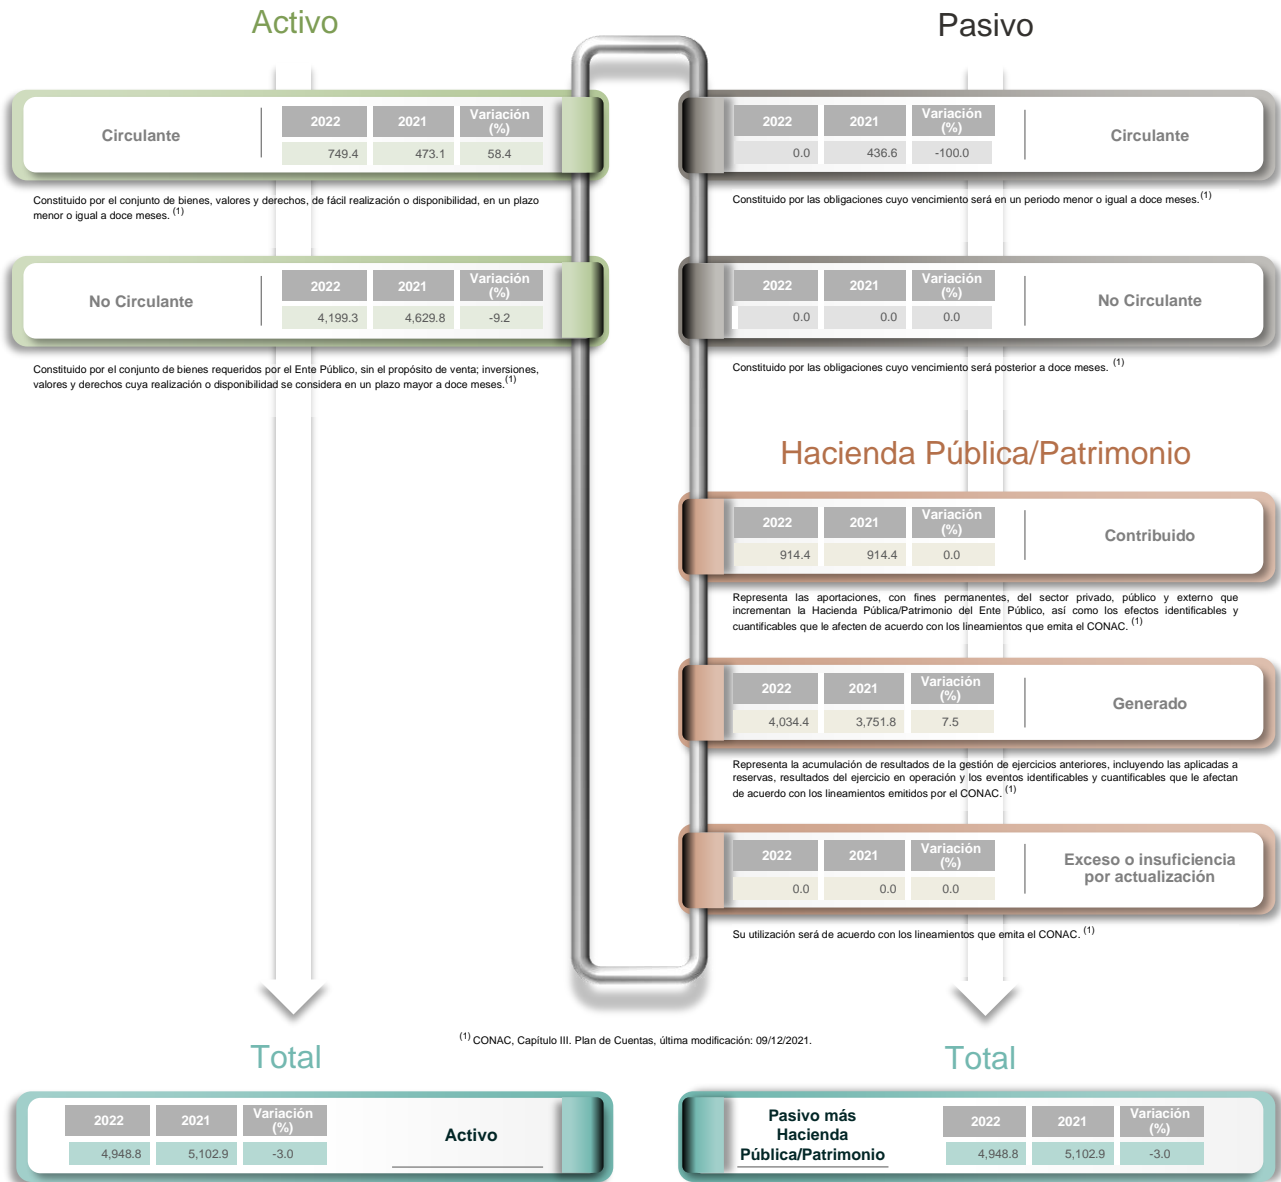 Activo
Circulante
2022 2021 Variación (%)
749.4 473.1 58.4
Constituido por el conjunto de bienes, valores y derechos, de fácil realización o disponibilidad, en un plazo
menor o igual a doce meses. (1)
No Circulante
2022 2021 Variación (%)
4,199.3 4,629.8 -9.2
Constituido por el conjunto de bienes requeridos por el Ente Público, sin el propósito de venta; inversiones,
valores y derechos cuya realización o disponibilidad se considera en un plazo mayor a doce meses.(1)
Pasivo
2022 2021 Variación (%)
0.0 436.6 -100.0
Circulante
Constituido por las obligaciones cuyo vencimiento será en un periodo menor o igual a doce meses.(1)
2022 2021 Variación (%)
0.0 0.0 0.0
No Circulante
Constituido por las obligaciones cuyo vencimiento será posterior a doce meses. (1)
Hacienda Pública/Patrimonio
2022 2021 Variación (%)
914.4 914.4 0.0
Contribuido
Representa las aportaciones, con fines permanentes, del sector privado, público y externo que
incrementan la Hacienda Pública/Patrimonio del Ente Público, así como los efectos identificables y
cuantificables que le afecten de acuerdo con los lineamientos que emita el CONAC. (1)
2022 2021 Variación (%)
4,034.4 3,751.8 7.5
Generado
Representa la acumulación de resultados de la gestión de ejercicios anteriores, incluyendo las aplicadas a
reservas, resultados del ejercicio en operación y los eventos identificables y cuantificables que le afectan
de acuerdo con los lineamientos emitidos por el CONAC. (1)
2022 2021 Variación (%)
0.0 0.0 0.0
Exceso o insuficiencia
por actualización
Su utilización será de acuerdo con los lineamientos que emita el CONAC. (1)
(1) CONAC, Capítulo III. Plan de Cuentas, última modificación: 09/12/2021.
Total
2022 2021 Variación (%)
4,948.8 5,102.9 -3.0
Activo
Total
Pasivo más
Hacienda
Pública/Patrimonio
2022 2021 Variación (%)
4,948.8 5,102.9 -3.0